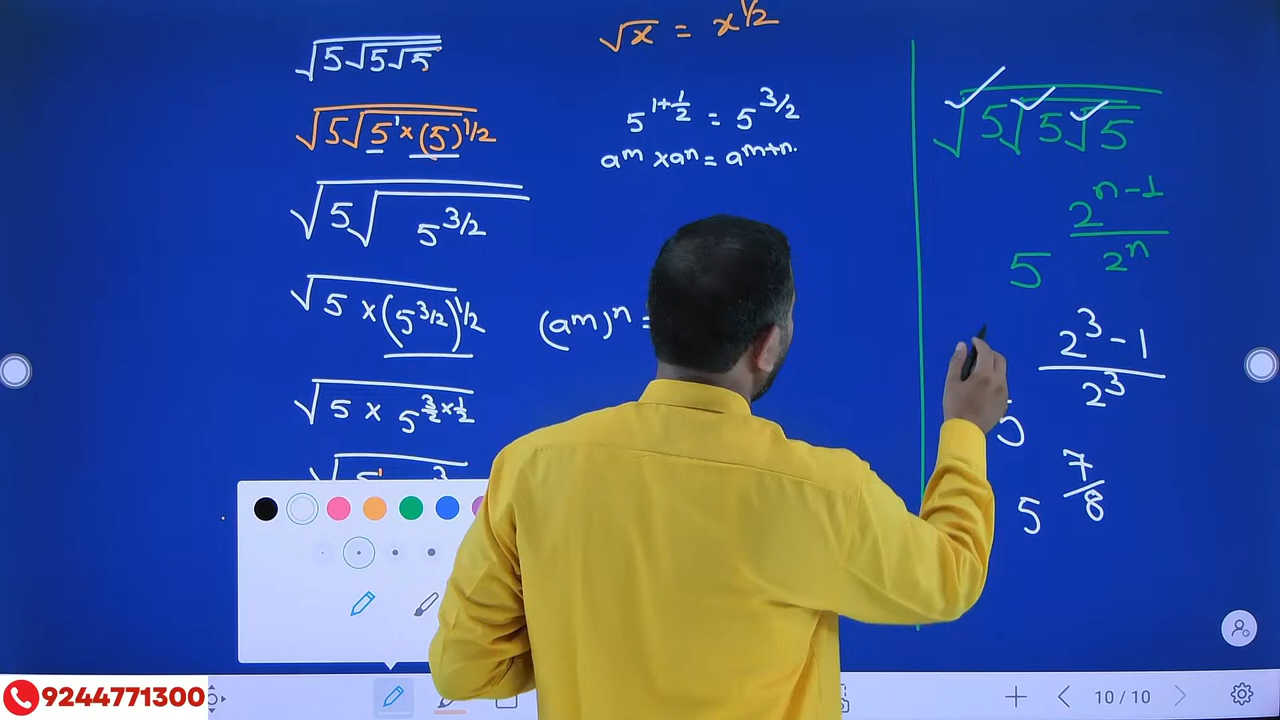 √(5√(5√5))
√x = x^1/2
√(5√(5^1 × (5)^1/2))
5^(1+1/2) = 5^3/2
a^m × a^n = a^m+n.
√(5√(5^3/2))
√(5 × (5^3/2)^1/2)
(a^m)^n =
√(5 × 5^(3/2 × 1/2))
√(5√(5√5))
5^((2^n-1)/(2^n))
5^((2^3 - 1)/(2^3))
5^7/8
9244771300
10/10